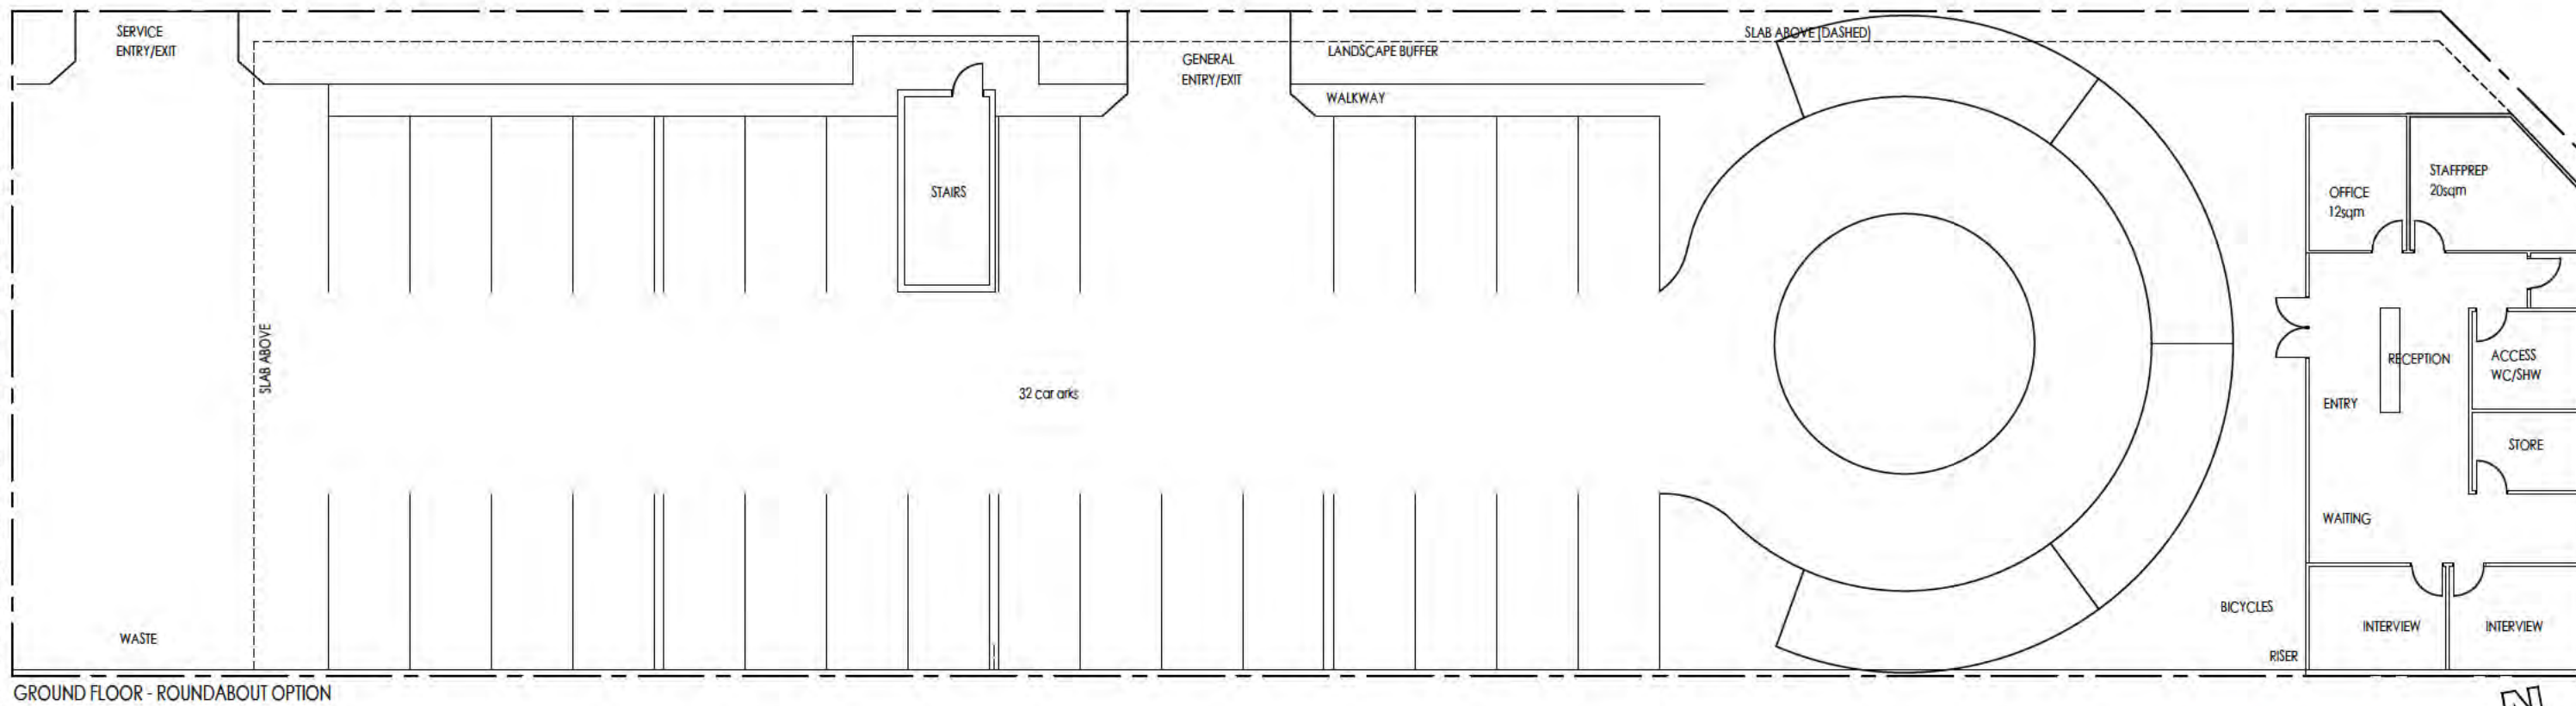 SERVICE
ENTRY/EXIT
GENERAL
ENTRY/EXIT
LANDSCAPE BUFFER
WALKWAY
SLAB ABOVE (DASHED)
STAIRS
OFFICE
12sqm
STAFFPREP
20sqm
SLAB ABOVE
32 car arks
RECEPTION
ACCESS
WC/SHW
ENTRY
STORE
WAITING
BICYCLES
INTERVIEW
INTERVIEW
WASTE
RISER
GROUND FLOOR - ROUNDABOUT OPTION
N